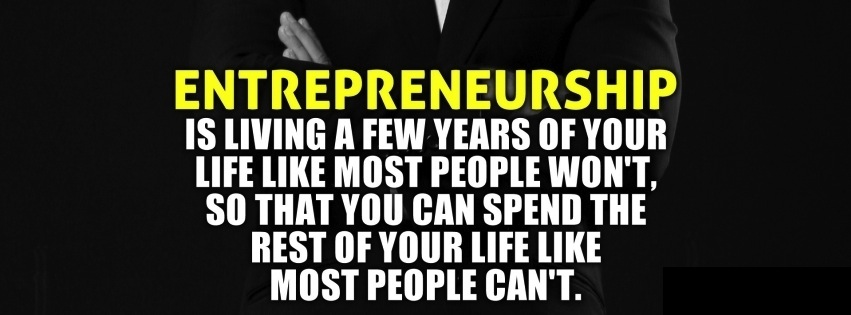 ENTREPRENEURSHIP
IS LIVING A FEW YEARS OF YOUR
LIFE LIKE MOST PEOPLE WON'T,
SO THAT YOU CAN SPEND THE
REST OF YOUR LIFE LIKE
MOST PEOPLE CAN'T.